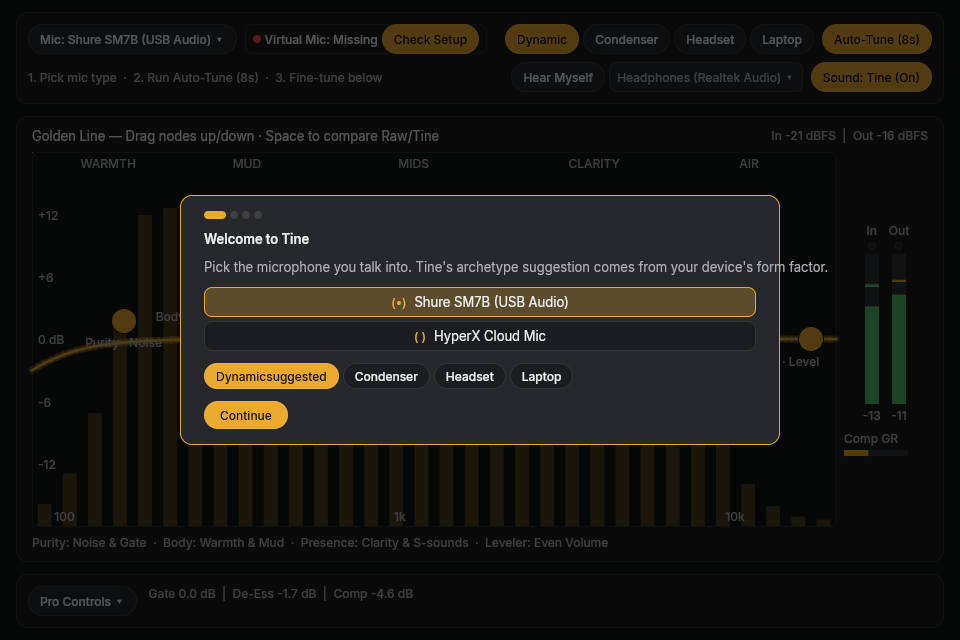 Mic: Shure SM7B (USB Audio) ▾
Virtual Mic: Missing
Check Setup
Dynamic
Condenser
Headset
Laptop
Auto-Tune (8s)
1. Pick mic type · 2. Run Auto-Tune (8s) · 3. Fine-tune below
Hear Myself
Headphones (Realtek Audio) ▾
Sound: Tine (On)
Golden Line — Drag nodes up/down · Space to compare Raw/Tine
In -21 dBFS | Out -16 dBFS
WARMTH
MUD
MIDS
CLARITY
AIR
Welcome to Tine
Pick the microphone you talk into. Tine's archetype suggestion comes from your device's form factor.
(•) Shure SM7B (USB Audio)
( ) HyperX Cloud Mic
Dynamicsuggested
Condenser
Headset
Laptop
Continue
+12
+6
0 dB
-6
-12
Purity · Noise
Body
· Level
100
1k
10k
In
Out
-13
-11
Comp GR
Purity: Noise & Gate · Body: Warmth & Mud · Presence: Clarity & S-sounds · Leveler: Even Volume
Pro Controls ▾
Gate 0.0 dB | De-Ess -1.7 dB | Comp -4.6 dB